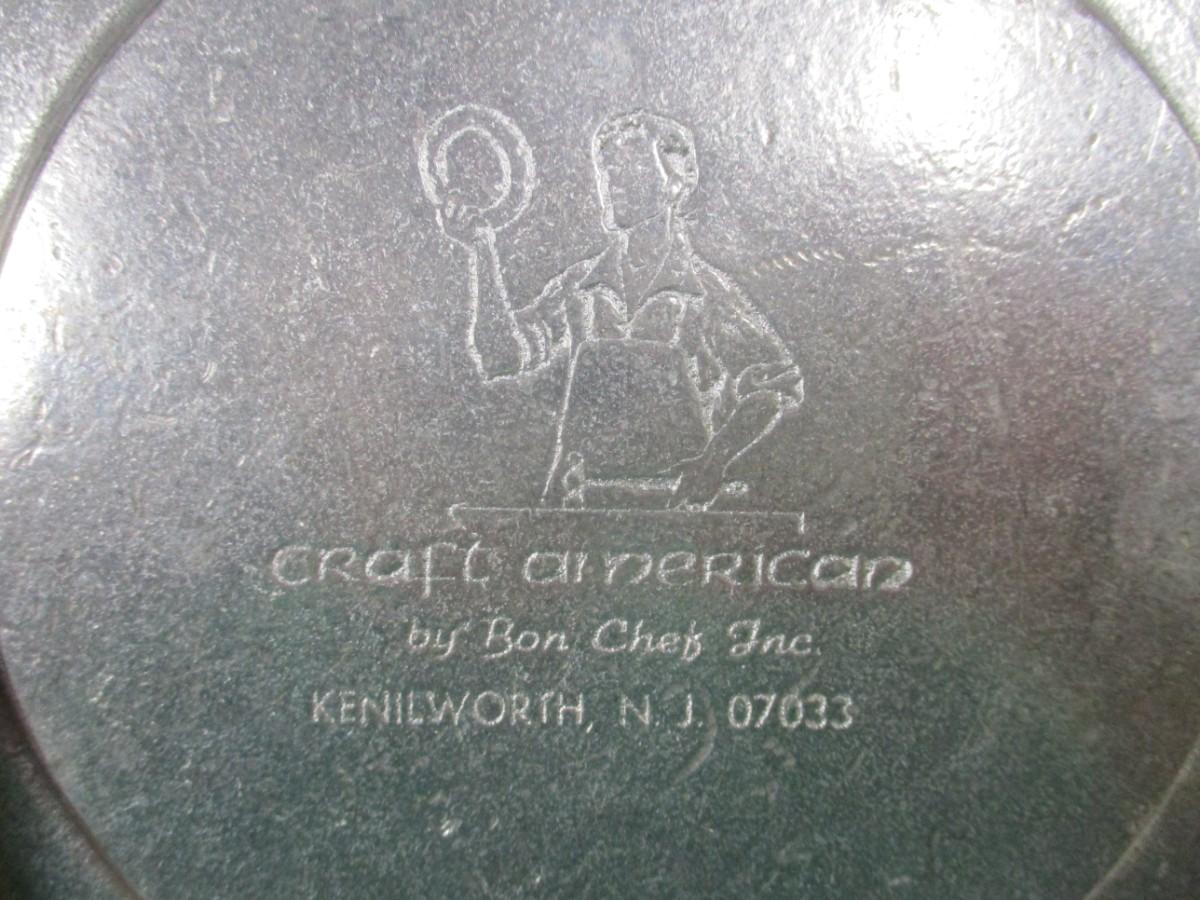 craft american
by Bon Chef Inc.
KENILWORTH, N. J. 07033